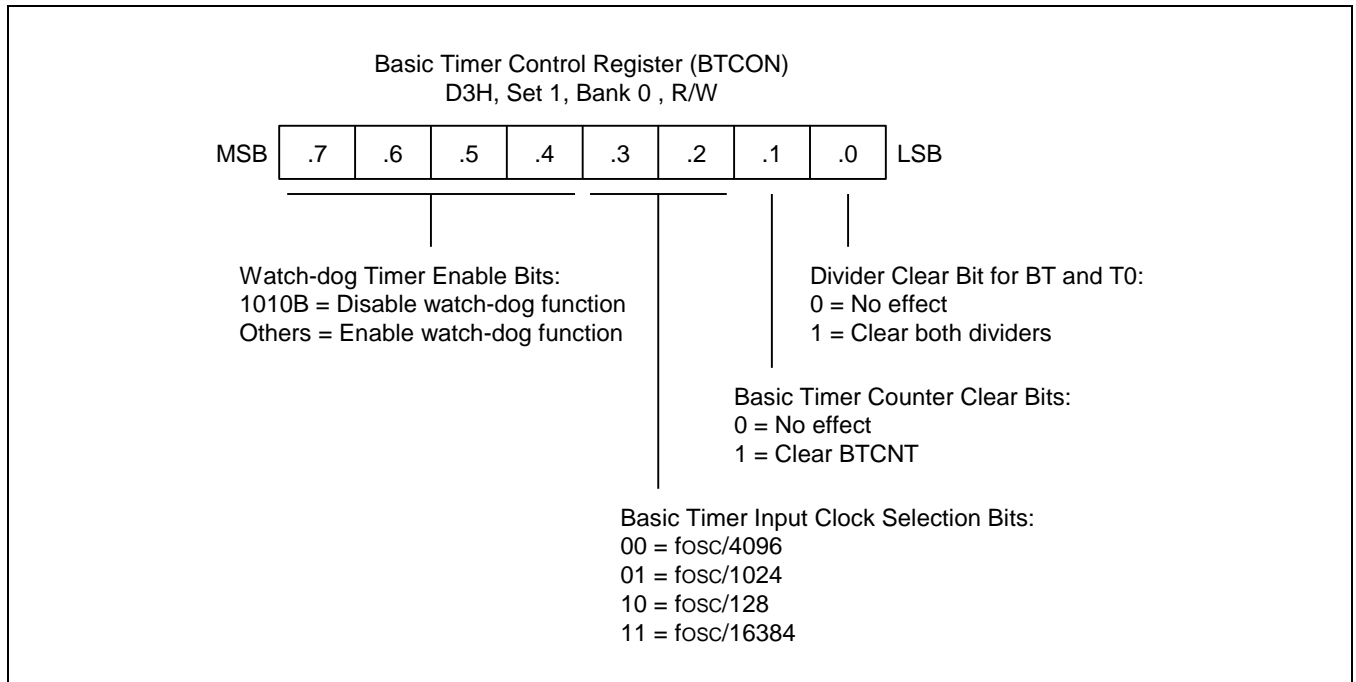 Basic Timer Control Register (BTCON)
D3H, Set 1, Bank 0 , R/W
MSB .7 .6 .5 .4 .3 .2 .1 .0 LSB
Watch-dog Timer Enable Bits:
1010B = Disable watch-dog function
Others = Enable watch-dog function
Divider Clear Bit for BT and T0:
0 = No effect
1 = Clear both dividers
Basic Timer Counter Clear Bits:
0 = No effect
1 = Clear BTCNT
Basic Timer Input Clock Selection Bits:
00 = fOSC/4096
01 = fOSC/1024
10 = fOSC/128
11 = fOSC/16384